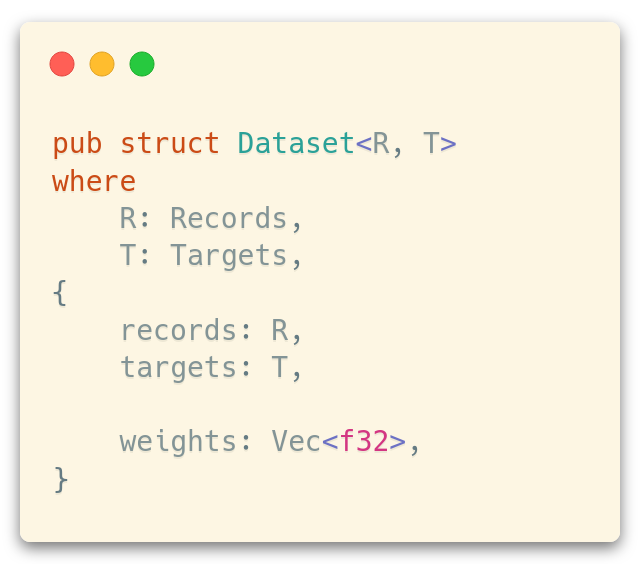 pub struct Dataset<R, T>
where
    R: Records,
    T: Targets,
{
    records: R,
    targets: T,

    weights: Vec<f32>,
}